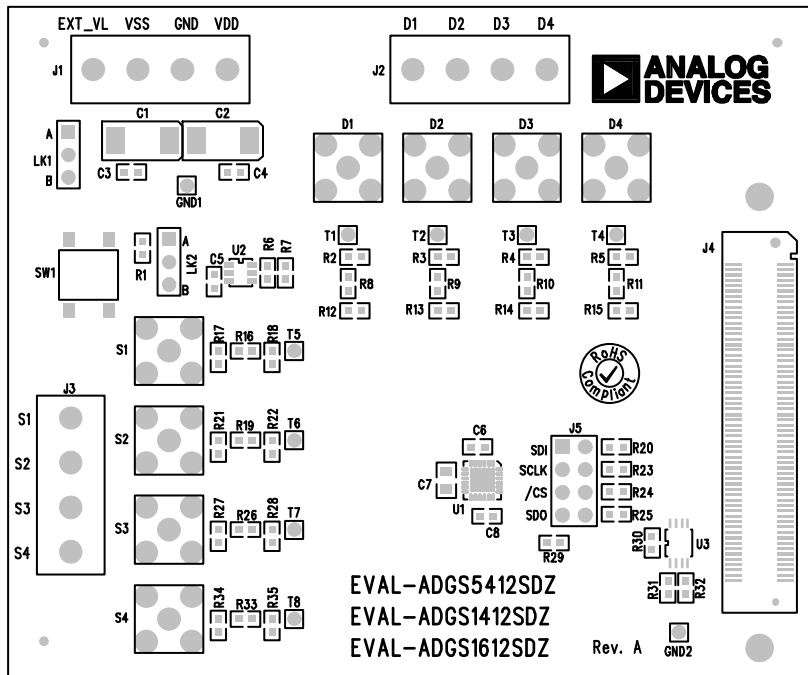 EXT_VL VSS GND VDD
J1
D1 D2 D3 D4
J2
ANALOG
DEVICES
C1 C2
A
LK1
B
C3 C4
GND1
D1 D2 D3 D4
T1 T2 T3 T4
R2 R3 R4 R5
R8 R9 R10 R11
R12 R13 R14 R15
J4
SW1
R1
A
LK2
B
C5
U2
R6
R7
S1
R17
R16
R18
T5
RoHS
Compliant
J3
S1
S2
S3
S4
S2
R21
R19
R22
T6
C6
C7
U1
C8
J5
SDI
SCLK
/CS
SDO
R20
R23
R24
R25
R29
R30
U3
R31
R32
S3
R27
R26
R28
T7
S4
R34
R33
R35
T8
EVAL-ADGS5412SDZ
EVAL-ADGS1412SDZ
EVAL-ADGS1612SDZ
Rev. A
GND2